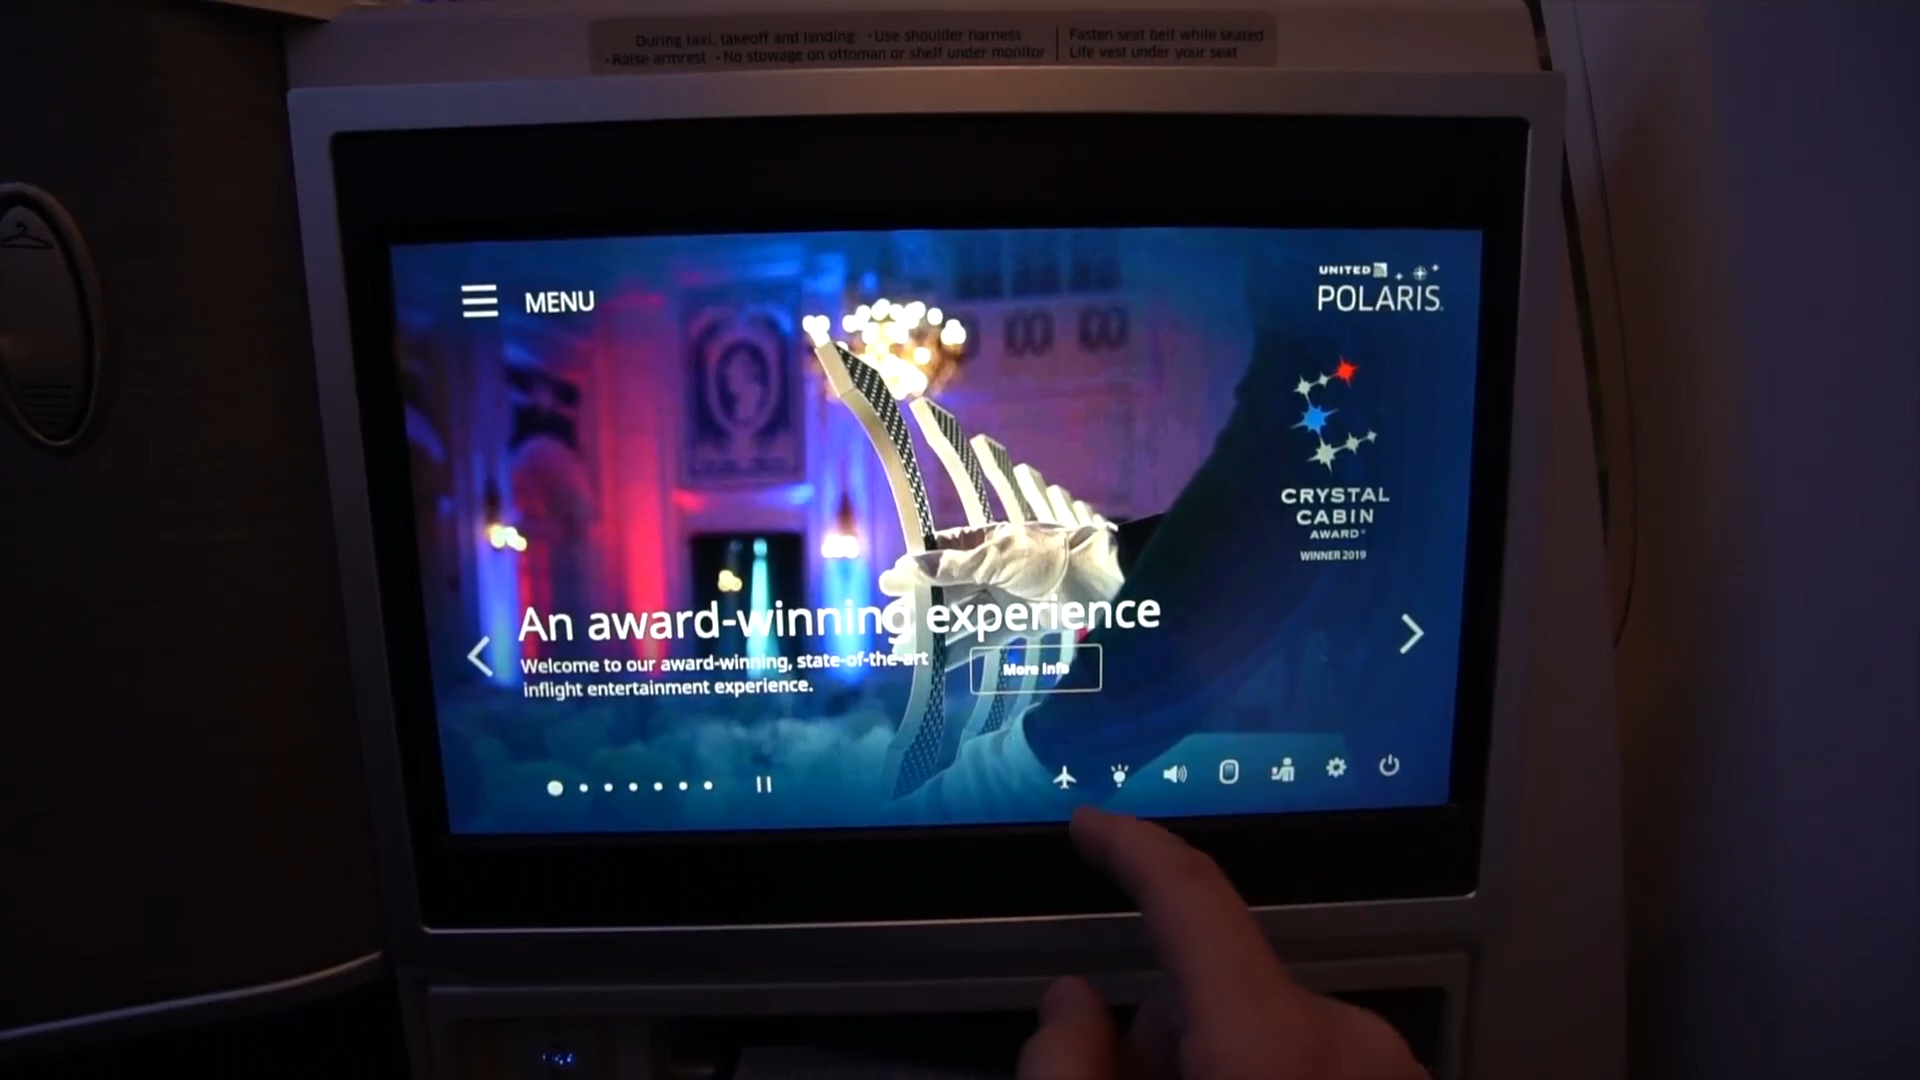 During taxi, takeoff and landing: •Use shoulder harness
•Raise armrest •No stowage on ottoman or shelf under monitor
Fasten seat belt while seated
Life vest under your seat
MENU
UNITED
POLARIS
CRYSTAL
CABIN
AWARD
WINNER 2019
An award-winning experience
Welcome to our award-winning, state-of-the-art
inflight entertainment experience.
More Info